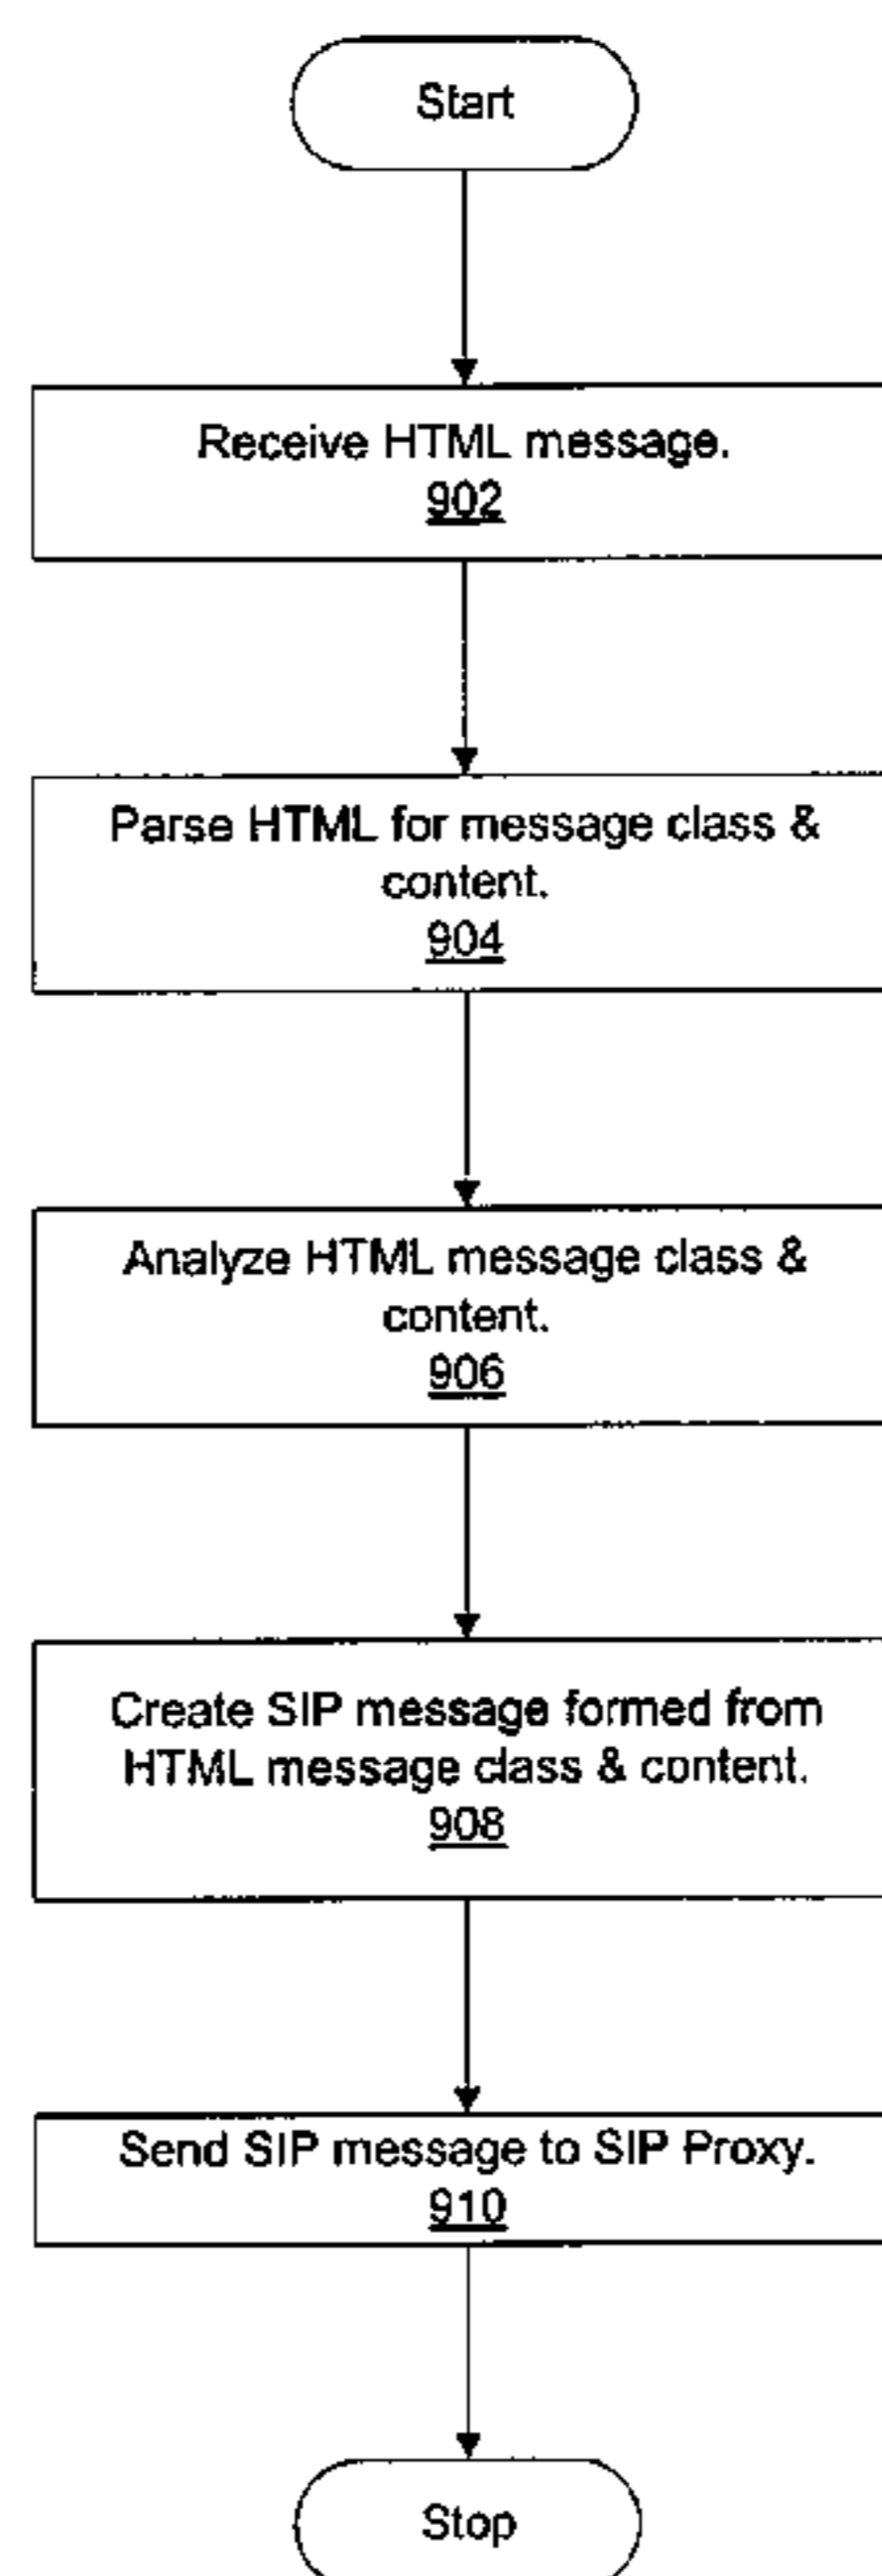 Start
Receive HTML message.
902
Parse HTML for message class &
content.
904
Analyze HTML message class &
content.
906
Create SIP message formed from
HTML message class & content.
908
Send SIP message to SIP Proxy.
910
Stop